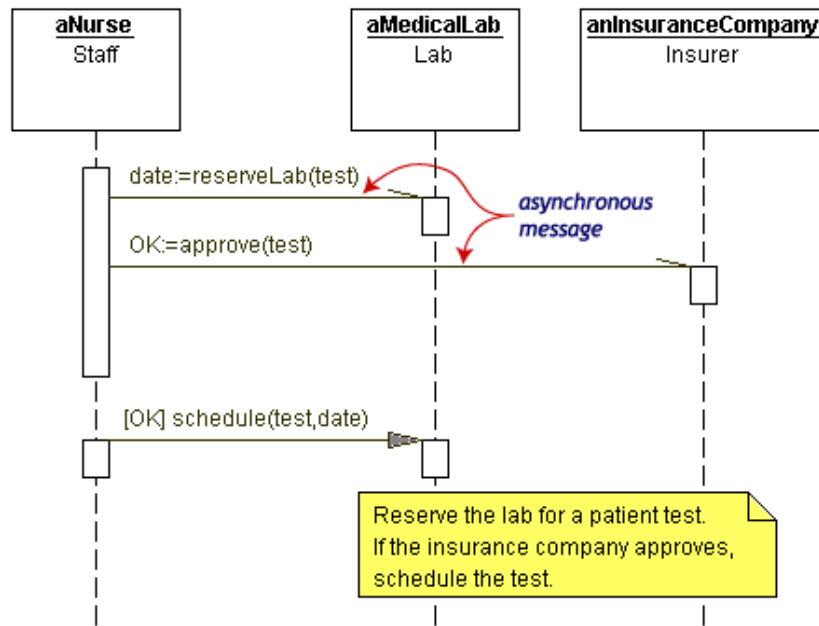 aNurse
Staff
aMedicalLab
Lab
anInsuranceCompany
Insurer
date:=reserveLab(test)
asynchronous
message
OK:=approve(test)
[OK] schedule(test,date)
Reserve the lab for a patient test.
If the insurance company approves,
schedule the test.